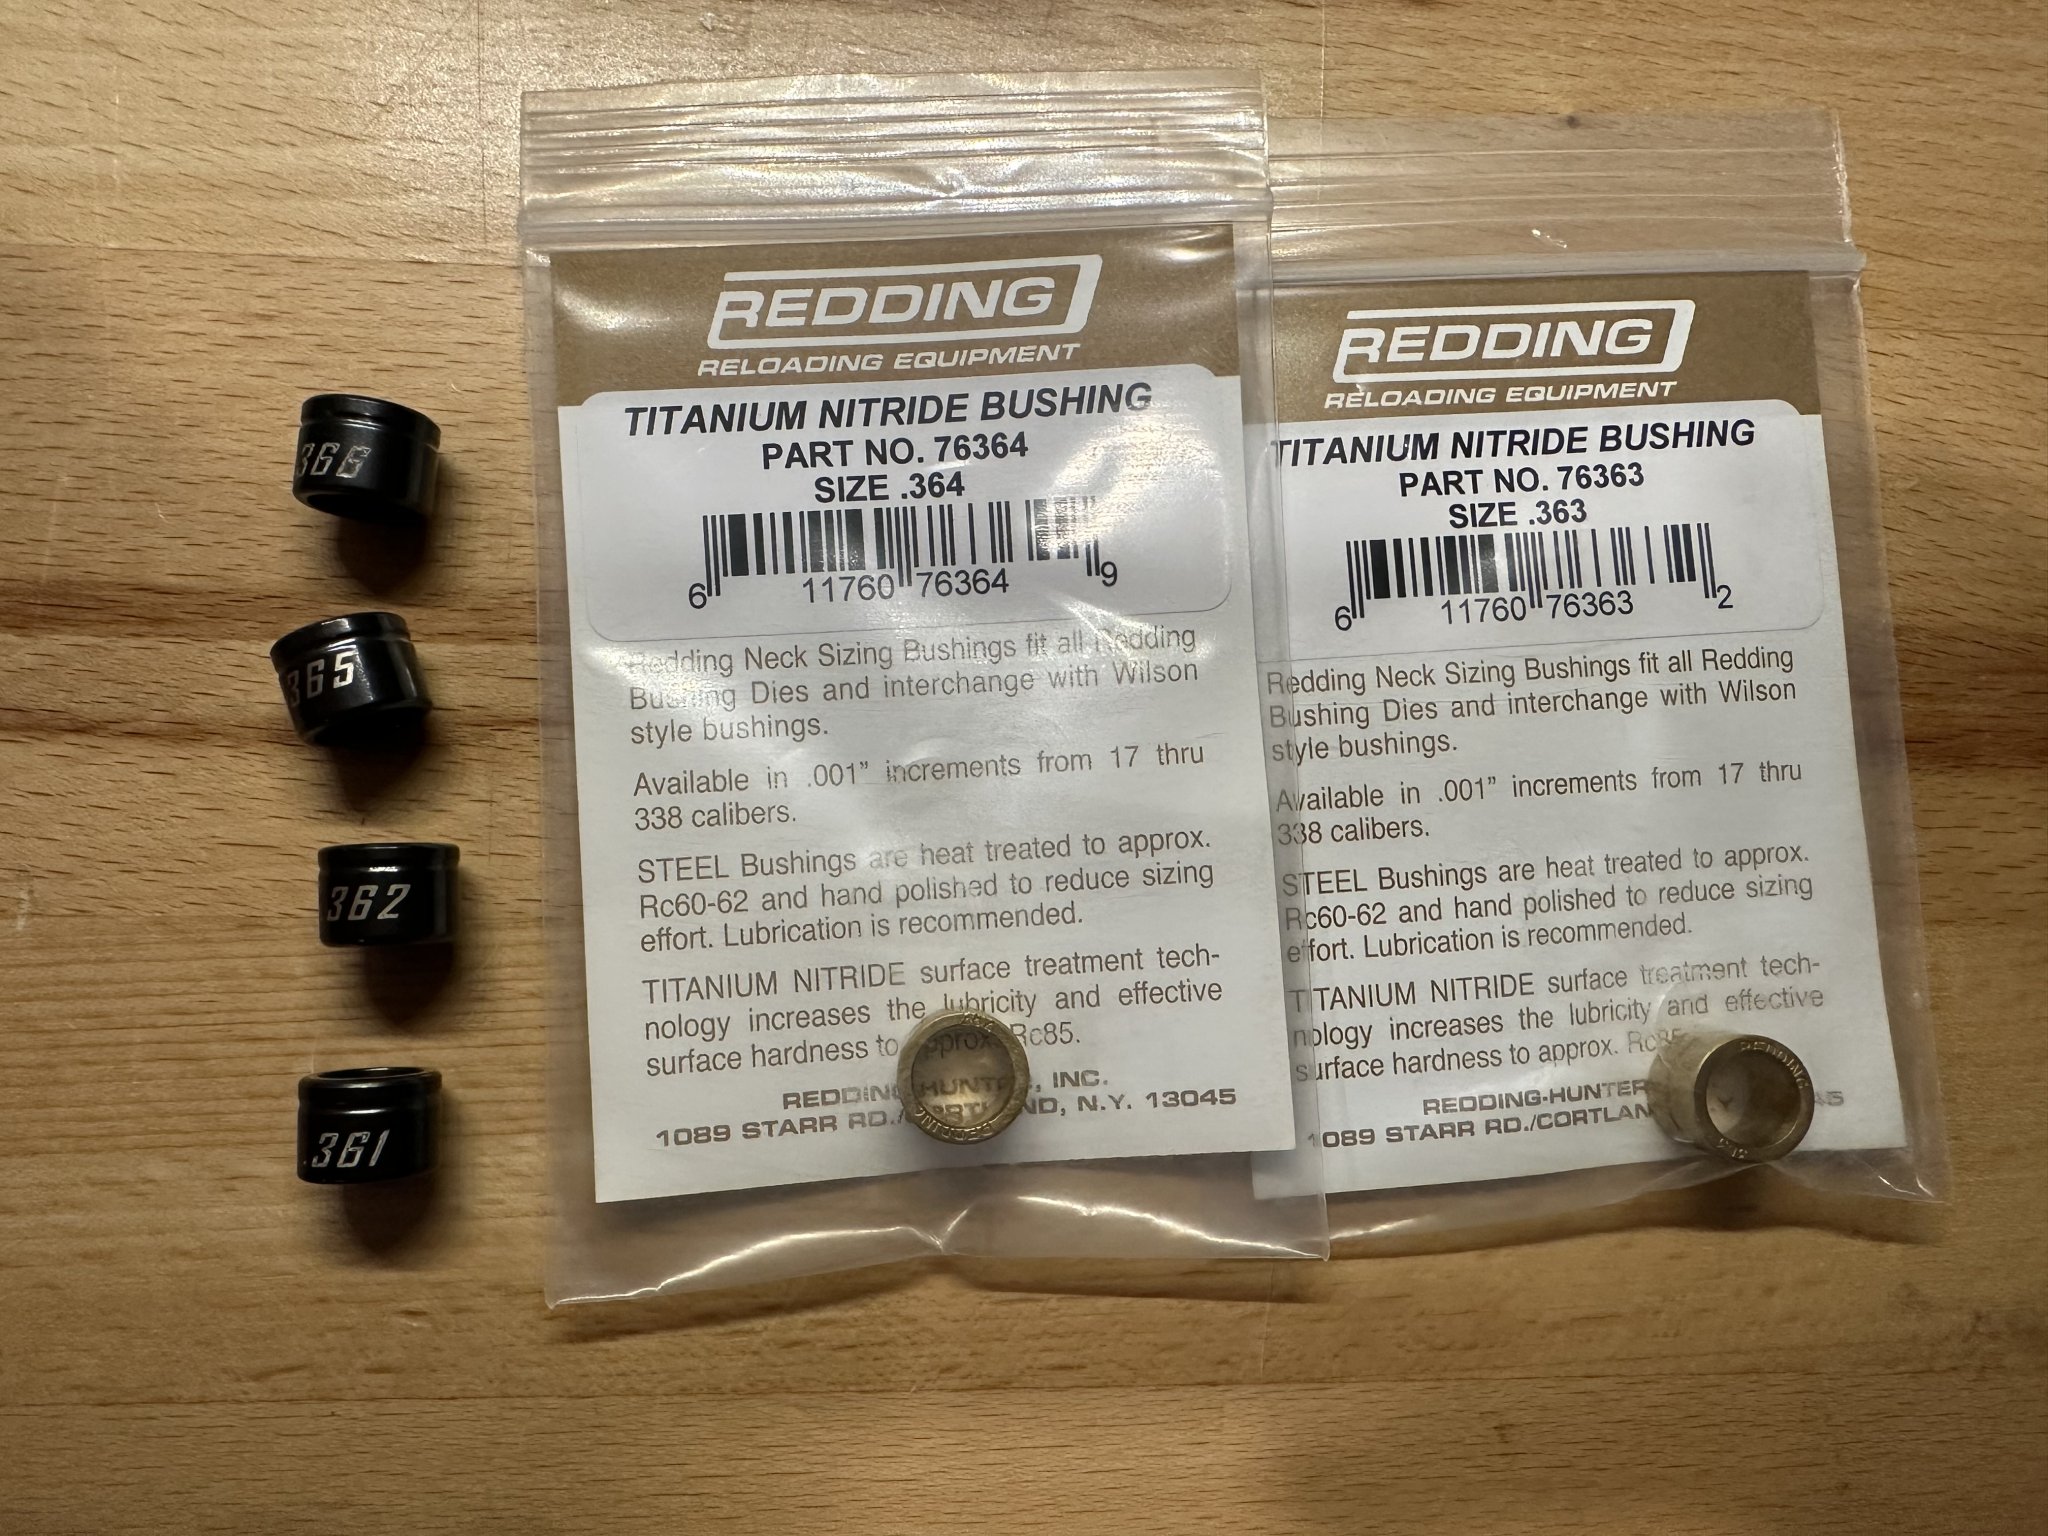 .366
.365
.362
.361
REDDING
RELOADING EQUIPMENT
TITANIUM NITRIDE BUSHING
PART NO. 76364
SIZE .364
6 11760 76364 9
Redding Neck Sizing Bushings fit all Redding
Bushing Dies and interchange with Wilson
style bushings.
Available in .001” increments from 17 thru
338 calibers.
STEEL Bushings are heat treated to approx.
Rc60-62 and hand polished to reduce sizing
effort. Lubrication is recommended.
TITANIUM NITRIDE surface treatment tech-
nology increases the lubricity and effective
surface hardness to approx. Rc85.
INC.
1089 STARR RD./ N.Y. 13045
REDDING
REDDING
RELOADING EQUIPMENT
TITANIUM NITRIDE BUSHING
PART NO. 76363
SIZE .363
6 11760 76363 2
Redding Neck Sizing Bushings fit all Redding
Bushing Dies and interchange with Wilson
style bushings.
Available in .001” increments from 17 thru
338 calibers.
STEEL Bushings are heat treated to approx.
Rc60-62 and hand polished to reduce sizing
effort. Lubrication is recommended.
TITANIUM NITRIDE surface treatment tech-
nology increases the lubricity and effective
surface hardness to approx. Rc85
REDDING-HUNTER
1089 STARR RD./CORTLAN
REDDING